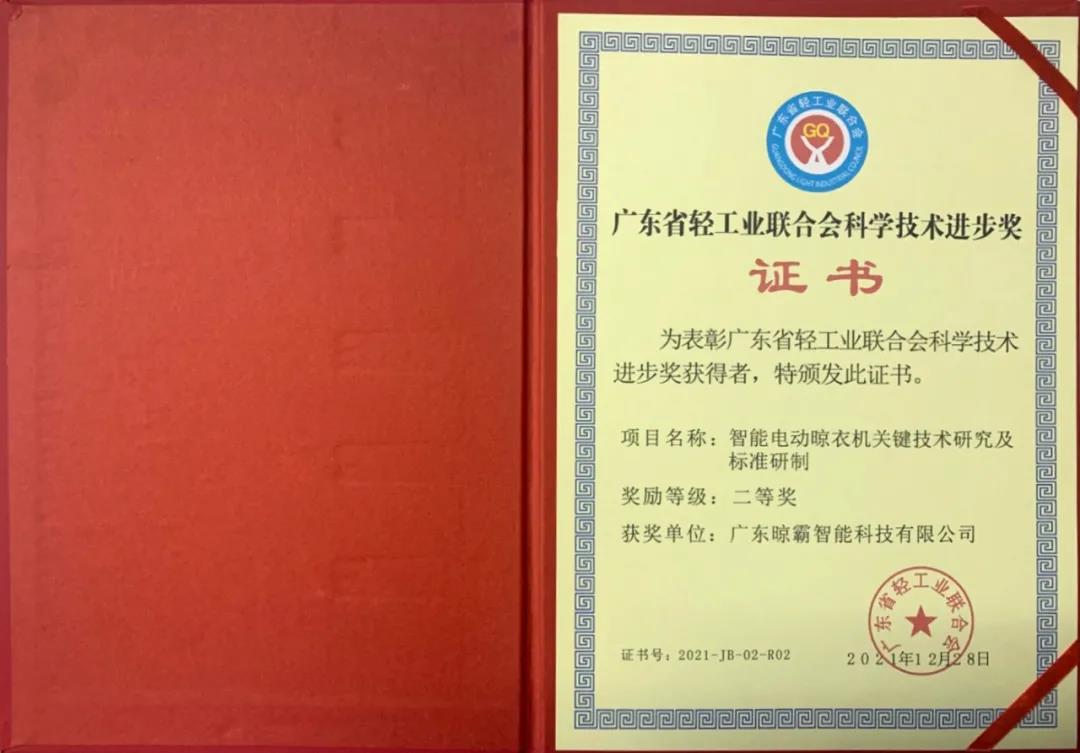 广东省轻工业联合会
GQ
GUANGDONG LIGHT INDUSTRIAL COUNCIL
广东省轻工业联合会科学技术进步奖
证书
为表彰广东省轻工业联合会科学技术
进步奖获得者，特颁发此证书。
项目名称：智能电动晾衣机关键技术研究及
标准研制
奖励等级：二等奖
获奖单位：广东晾霸智能科技有限公司
广东省轻工业联合会
证书号：2021-JB-02-R02
2021年12月28日